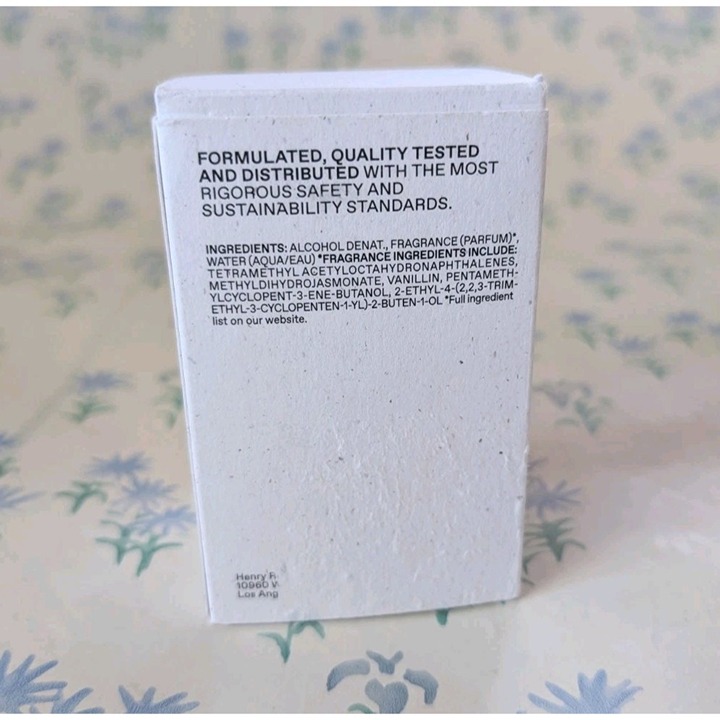 FORMULATED, QUALITY TESTED
AND DISTRIBUTED WITH THE MOST
RIGOROUS SAFETY AND
SUSTAINABILITY STANDARDS.
INGREDIENTS: ALCOHOL DENAT., FRAGRANCE (PARFUM)*,
WATER (AQUA/EAU) *FRAGRANCE INGREDIENTS INCLUDE:
TETRAMETHYL ACETYLOCTAHYDRONAPHTHALENES,
METHYLDIHYDROJASMONATE, VANILLIN, PENTAMETH-
YLCYCLOPENT-3-ENE-BUTANOL, 2-ETHYL-4-(2,2,3-TRIM-
ETHYL-3-CYCLOPENTEN-1-YL)-2-BUTEN-1-OL *Full ingredient
list on our website.
Henry R
10960 W
Los Ang